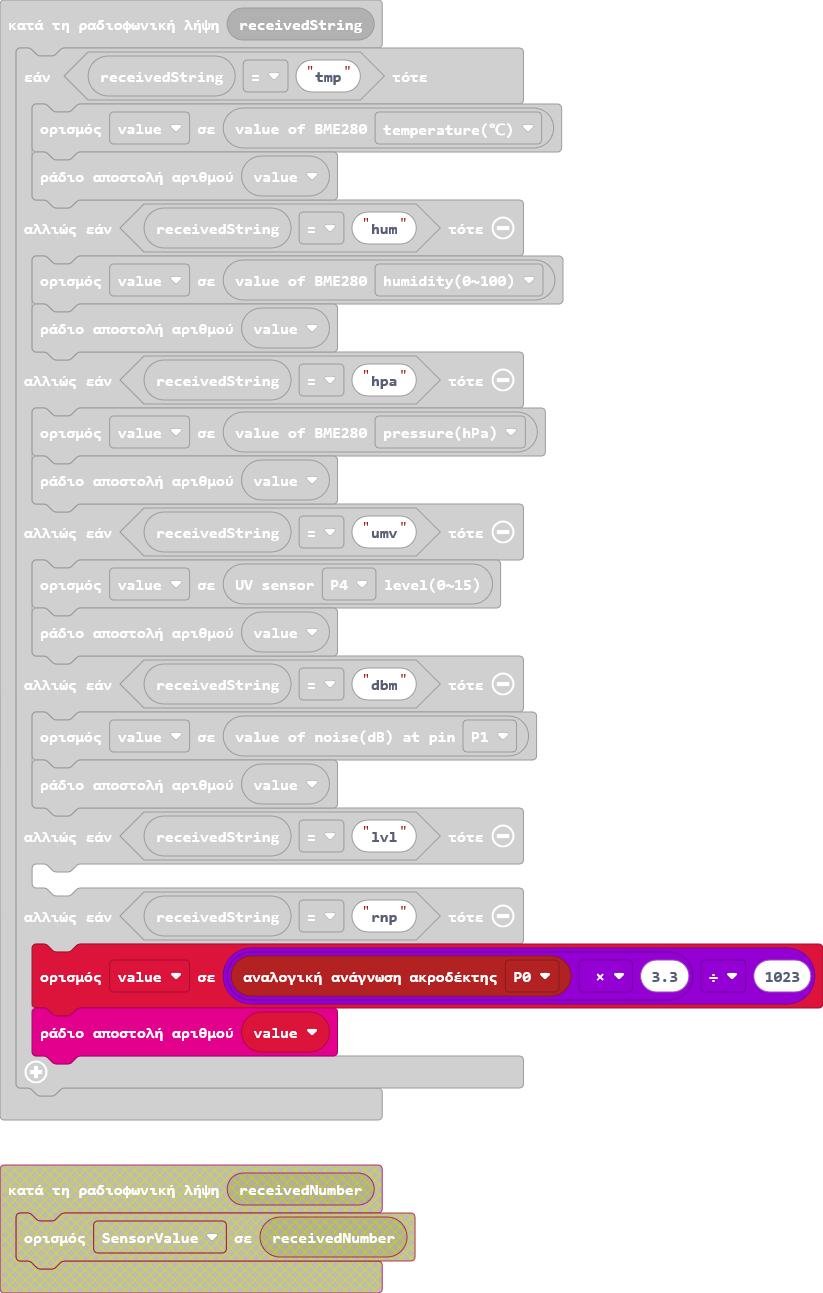 κατά τη ραδιοφωνική λήψη receivedString
εάν receivedString = "tmp" τότε
ορισμός value σε value of BME280 temperature(℃)
ράδιο αποστολή αριθμού value
αλλιώς εάν receivedString = "hum" τότε
ορισμός value σε value of BME280 humidity(0~100)
ράδιο αποστολή αριθμού value
αλλιώς εάν receivedString = "hpa" τότε
ορισμός value σε value of BME280 pressure(hPa)
ράδιο αποστολή αριθμού value
αλλιώς εάν receivedString = "umv" τότε
ορισμός value σε UV sensor P4 level(0~15)
ράδιο αποστολή αριθμού value
αλλιώς εάν receivedString = "dbm" τότε
ορισμός value σε value of noise(dB) at pin P1
ράδιο αποστολή αριθμού value
αλλιώς εάν receivedString = "lvl" τότε
αλλιώς εάν receivedString = "rnp" τότε
ορισμός value σε αναλογική ανάγνωση ακροδέκτης P0 × 3.3 ÷ 1023
ράδιο αποστολή αριθμού value
κατά τη ραδιοφωνική λήψη receivedNumber
ορισμός SensorValue σε receivedNumber